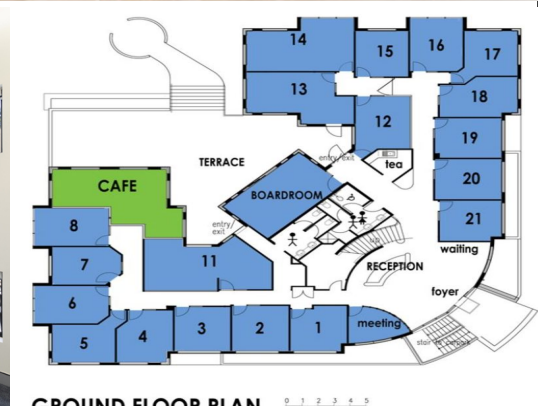 14
15
16
17
13
18
12
19
entry/exit
tea
TERRACE
20
CAFE
BOARDROOM
21
8
entry/
exit
waiting
7
11
up
RECEPTION
6
foyer
3
2
1
meeting
5
4
GROUND FLOOR PLAN
0 1 2 3 4 5